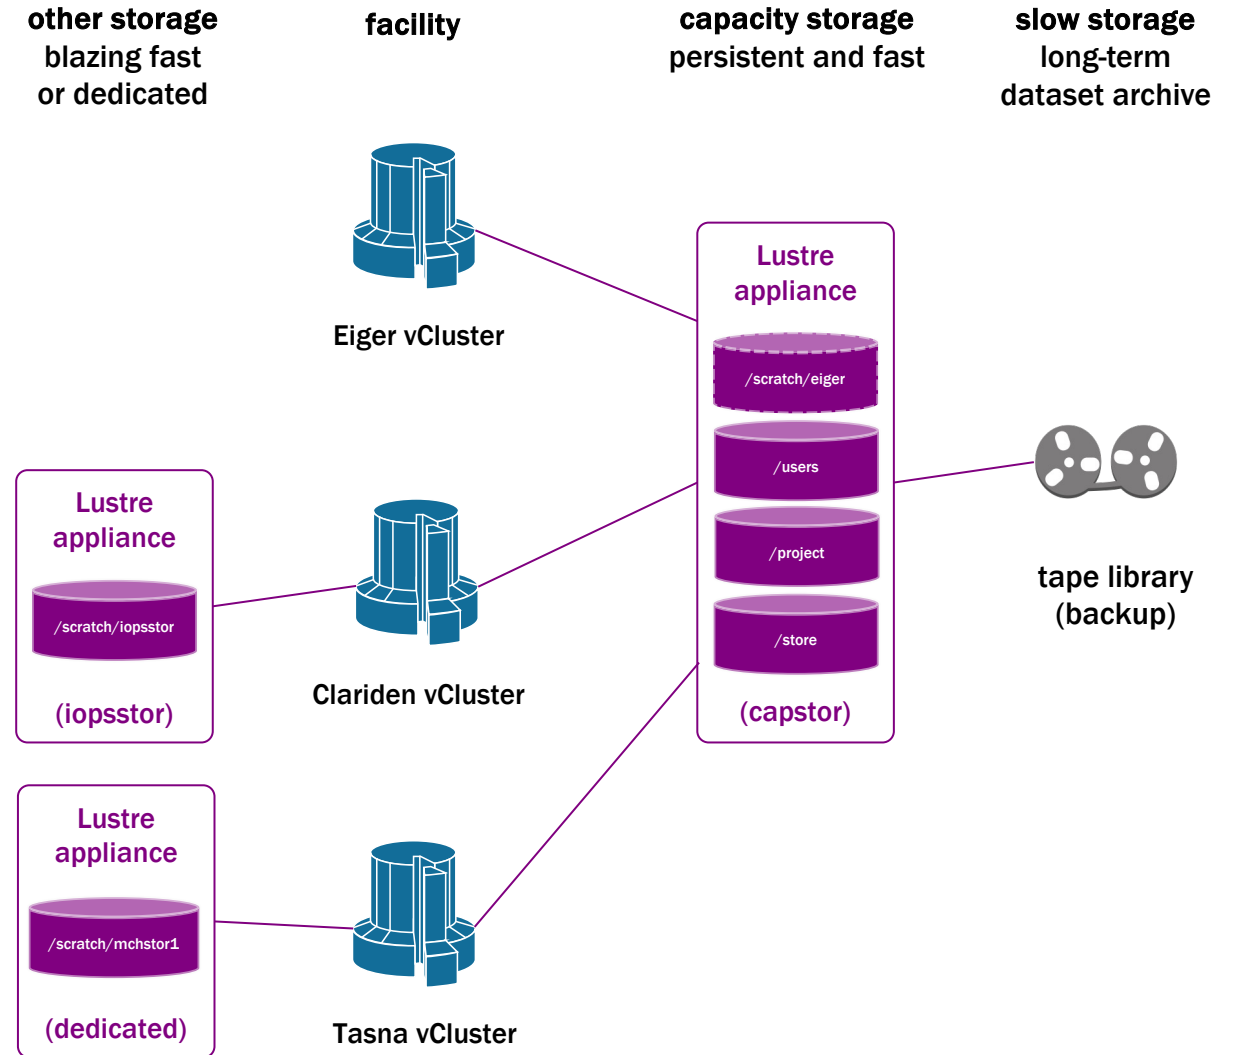 other storage
blazing fast
or dedicated
facility
capacity storage
persistent and fast
slow storage
long-term
dataset archive
Eiger vCluster
Lustre
appliance
/scratch/eiger
/users
/project
/store
(capstor)
Lustre
appliance
/scratch/iopsstor
(iopsstor)
Clariden vCluster
tape library
(backup)
Lustre
appliance
/scratch/mchstor1
(dedicated)
Tasna vCluster